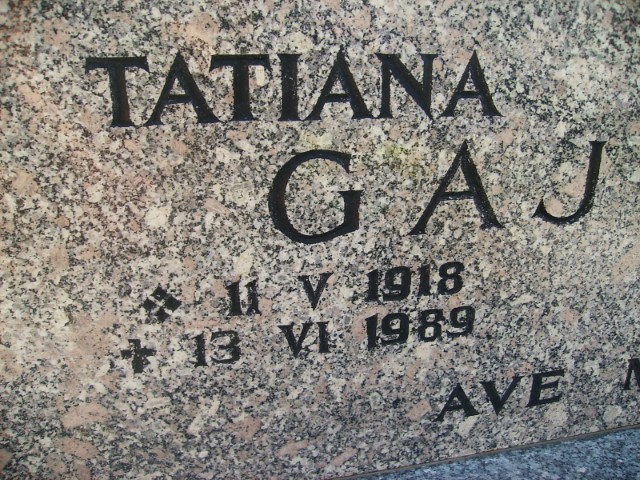 TATIANA
GAJ
11 V 1918
13 VI 1989
AVE